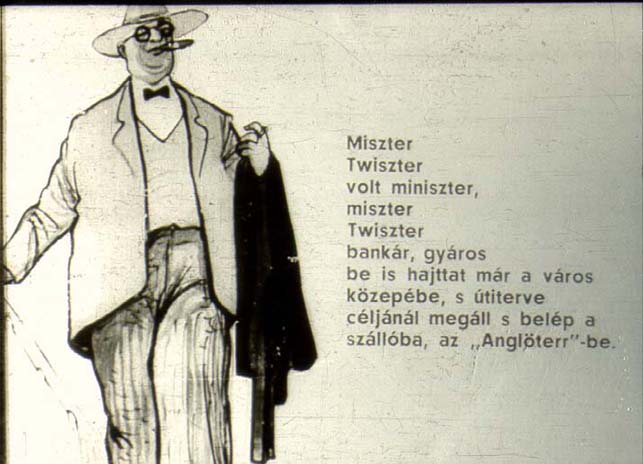 Miszter
Twiszter
volt miniszter,
miszter
Twiszter
bankár, gyáros
be is hajttat már a város
közepébe, s útiterve
céljánál megáll s belép a
szállóba, az „Anglöterr"-be.